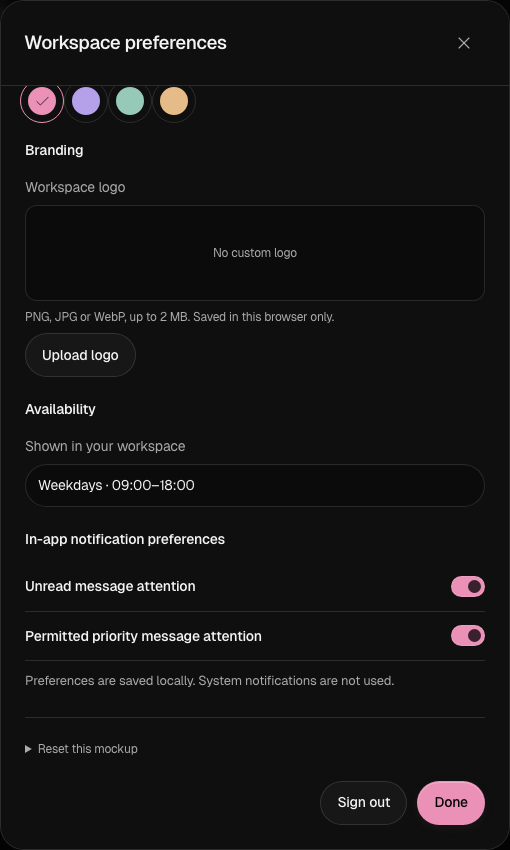 Workspace preferences
Branding
Workspace logo
No custom logo
PNG, JPG or WebP, up to 2 MB. Saved in this browser only.
Upload logo
Availability
Shown in your workspace
Weekdays · 09:00–18:00
In-app notification preferences
Unread message attention
Permitted priority message attention
Preferences are saved locally. System notifications are not used.
Reset this mockup
Sign out
Done